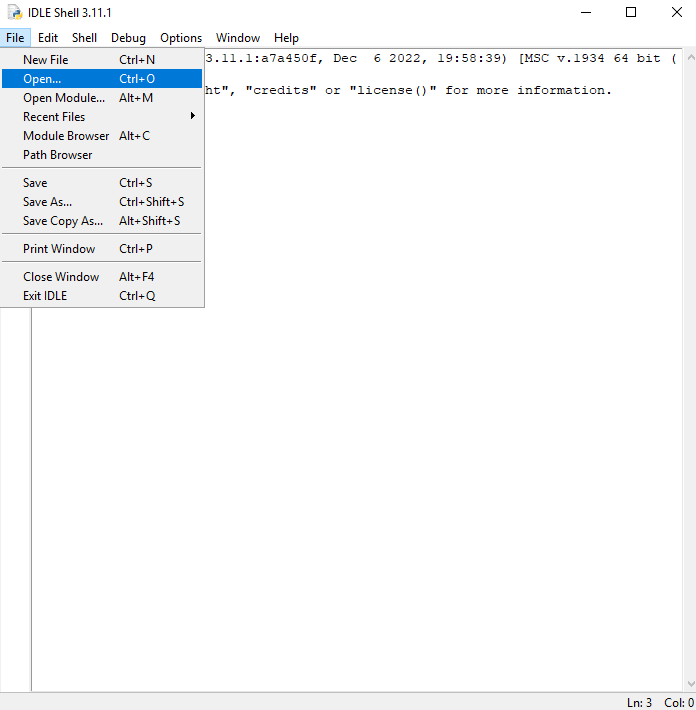 IDLE Shell 3.11.1
File Edit Shell Debug Options Window Help
3.11.1:a7a450f, Dec  6 2022, 19:58:39) [MSC v.1934 64 bit (
ht", "credits" or "license()" for more information.
New File Ctrl+N
Open... Ctrl+O
Open Module... Alt+M
Recent Files
Module Browser Alt+C
Path Browser
Save Ctrl+S
Save As... Ctrl+Shift+S
Save Copy As... Alt+Shift+S
Print Window Ctrl+P
Close Window Alt+F4
Exit IDLE Ctrl+Q
Ln: 3 Col: 0